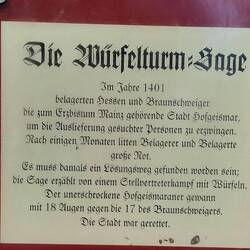 Die Würfelturm-Sage
Im Jahre 1401
belagerten Hessen und Braunschweiger
die zum Erzbistum Mainz gehörende Stadt Hofgeismar,
um die Auslieferung gesuchter Personen zu erzwingen.
Nach einigen Monaten litten Belagerer und Belagerte
große Not.
Es muss damals ein Lösungsweg gefunden worden sein;
die Sage erzählt von einem Stellvertreterkampf mit Würfeln.
Der unerschrockene Hofgeismaraner gewann
mit 18 Augen gegen die 17 des Braunschweigers.
Die Stadt war gerettet.